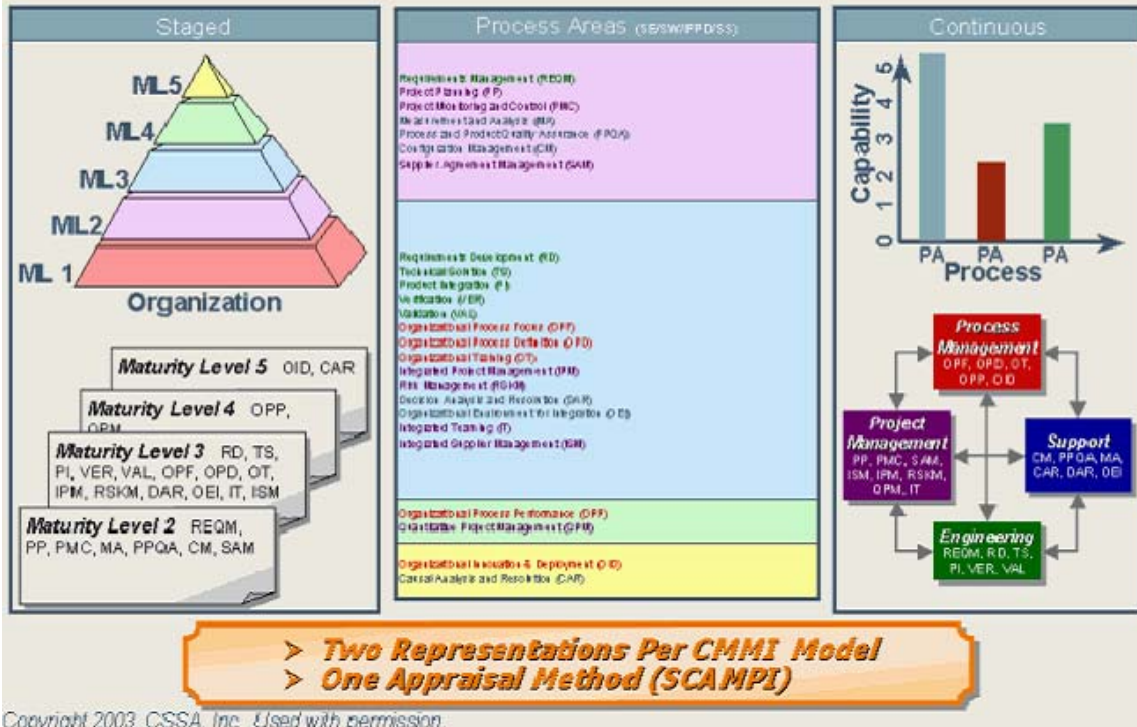 Staged
ML5
ML4
ML3
ML2
ML 1
Organization
Maturity Level 5 OID, CAR
Maturity Level 4 OPP,
QPM
Maturity Level 3 RD, TS,
PI, VER, VAL, OPF, OPD, OT,
IPM, RSKM, DAR, OEI, IT, ISM
Maturity Level 2 REQM,
PP, PMC, MA, PPQA, CM, SAM
Process Areas (SE/SW/IPPD/SS)
Requirements Management (REQM)
Project Planning (PP)
Project Monitoring and Control (PMC)
Measurement and Analysis (MA)
Process and Product Quality Assurance (PPQA)
Configuration Management (CM)
Supplier Agreement Management (SAM)
Requirements Development (RD)
Technical Solution (TS)
Product Integration (PI)
Verification (VER)
Validation (VAL)
Organizational Process Focus (OPF)
Organizational Process Definition (OPD)
Organizational Training (OT)
Integrated Project Management (IPM)
Risk Management (RSKM)
Decision Analysis and Resolution (DAR)
Organizational Environment for Integration (OEI)
Integrated Teaming (IT)
Integrated Supplier Management (ISM)
Organizational Process Performance (OPP)
Quantitative Project Management (QPM)
Organizational Innovation & Deployment (OID)
Causal Analysis and Resolution (CAR)
Continuous
Capability
5
4
3
2
1
0
PA PA PA
Process
Process
Management
OPF, OPD, OT,
OPP, OID
Project
Management
PP, PMC, SAM,
ISM, IPM, RSKM,
QPM, IT
Support
CM, PPQA, MA,
CAR, DAR, OEI
Engineering
REQM, RD, TS,
PI, VER, VAL
➢ Two Representations Per CMMI Model
➢ One Appraisal Method (SCAMPI)
Copyright 2003, CSSA, Inc. Used with permission.